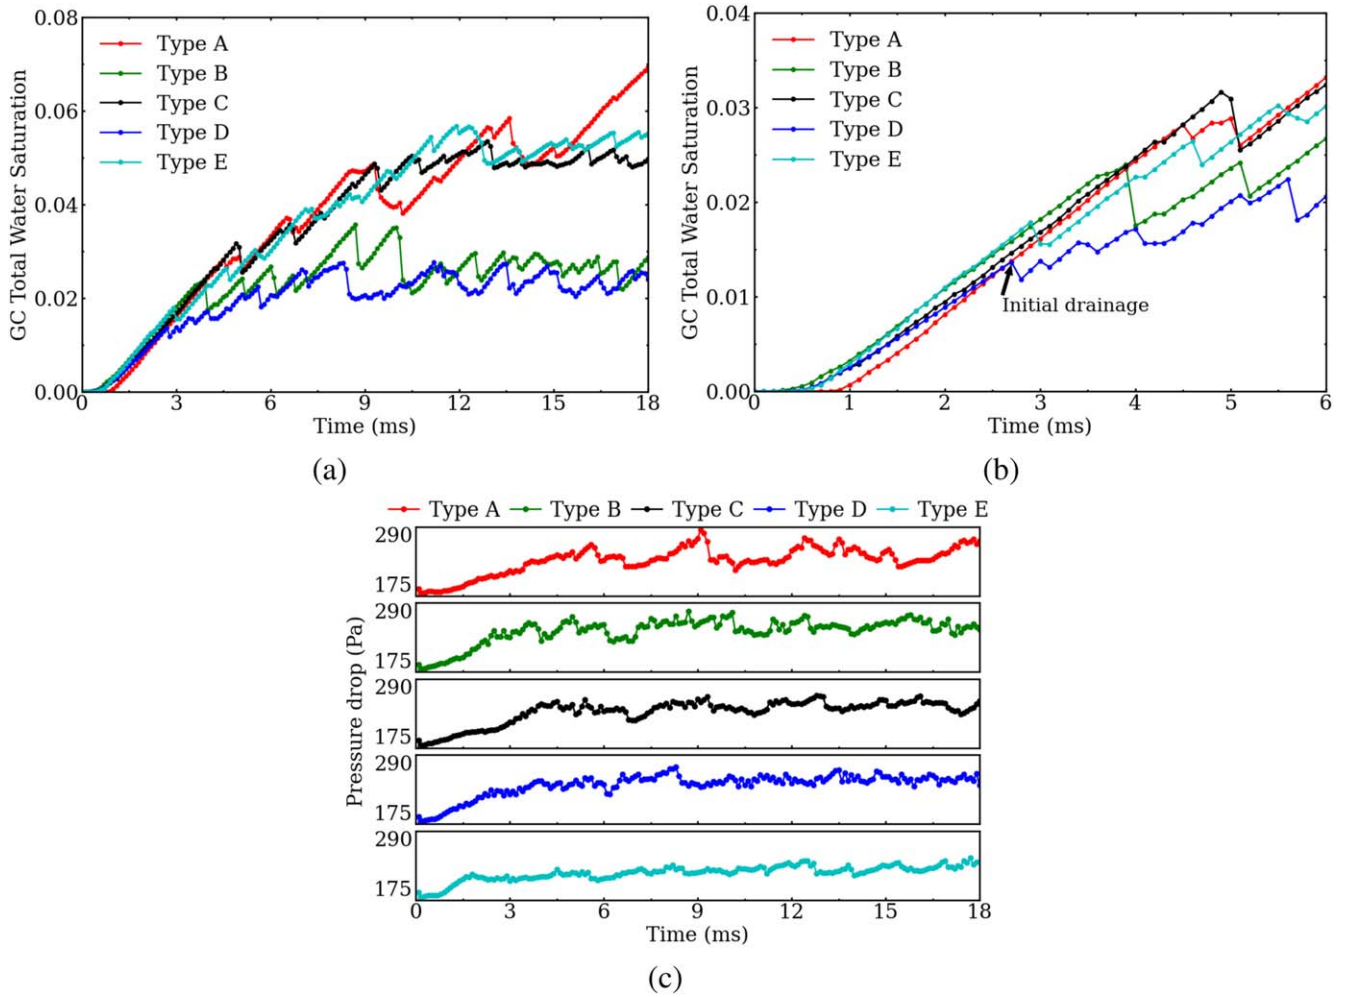 0.08
0.06
0.04
0.02
0.00
GC Total Water Saturation
Type A
Type B
Type C
Type D
Type E
0 3 6 9 12 15 18
Time (ms)
(a)
0.04
0.03
0.02
0.01
0.00
GC Total Water Saturation
Type A
Type B
Type C
Type D
Type E
Initial drainage
0 1 2 3 4 5 6
Time (ms)
(b)
Type A Type B Type C Type D Type E
290
175
290
175
290
175
290
175
290
175
Pressure drop (Pa)
0 3 6 9 12 15 18
Time (ms)
(c)